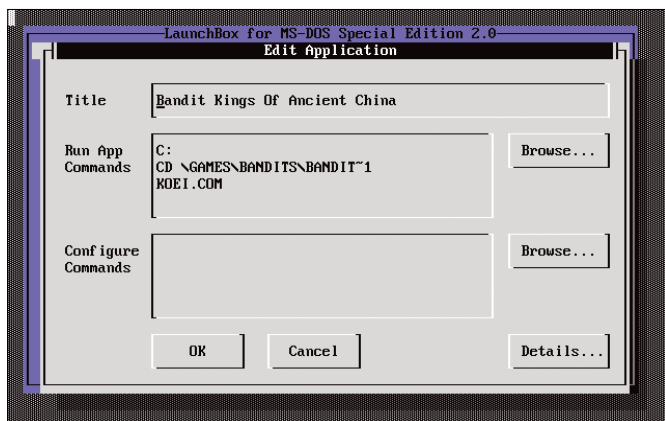 LaunchBox for MS-DOS Special Edition 2.0
Edit Application
Title
Bandit Kings Of Ancient China
Run App
Commands
C:
CD \GAMES\BANDITS\BANDIT~1
KOEI.COM
Browse...
Configure
Commands
Browse...
OK
Cancel
Details...